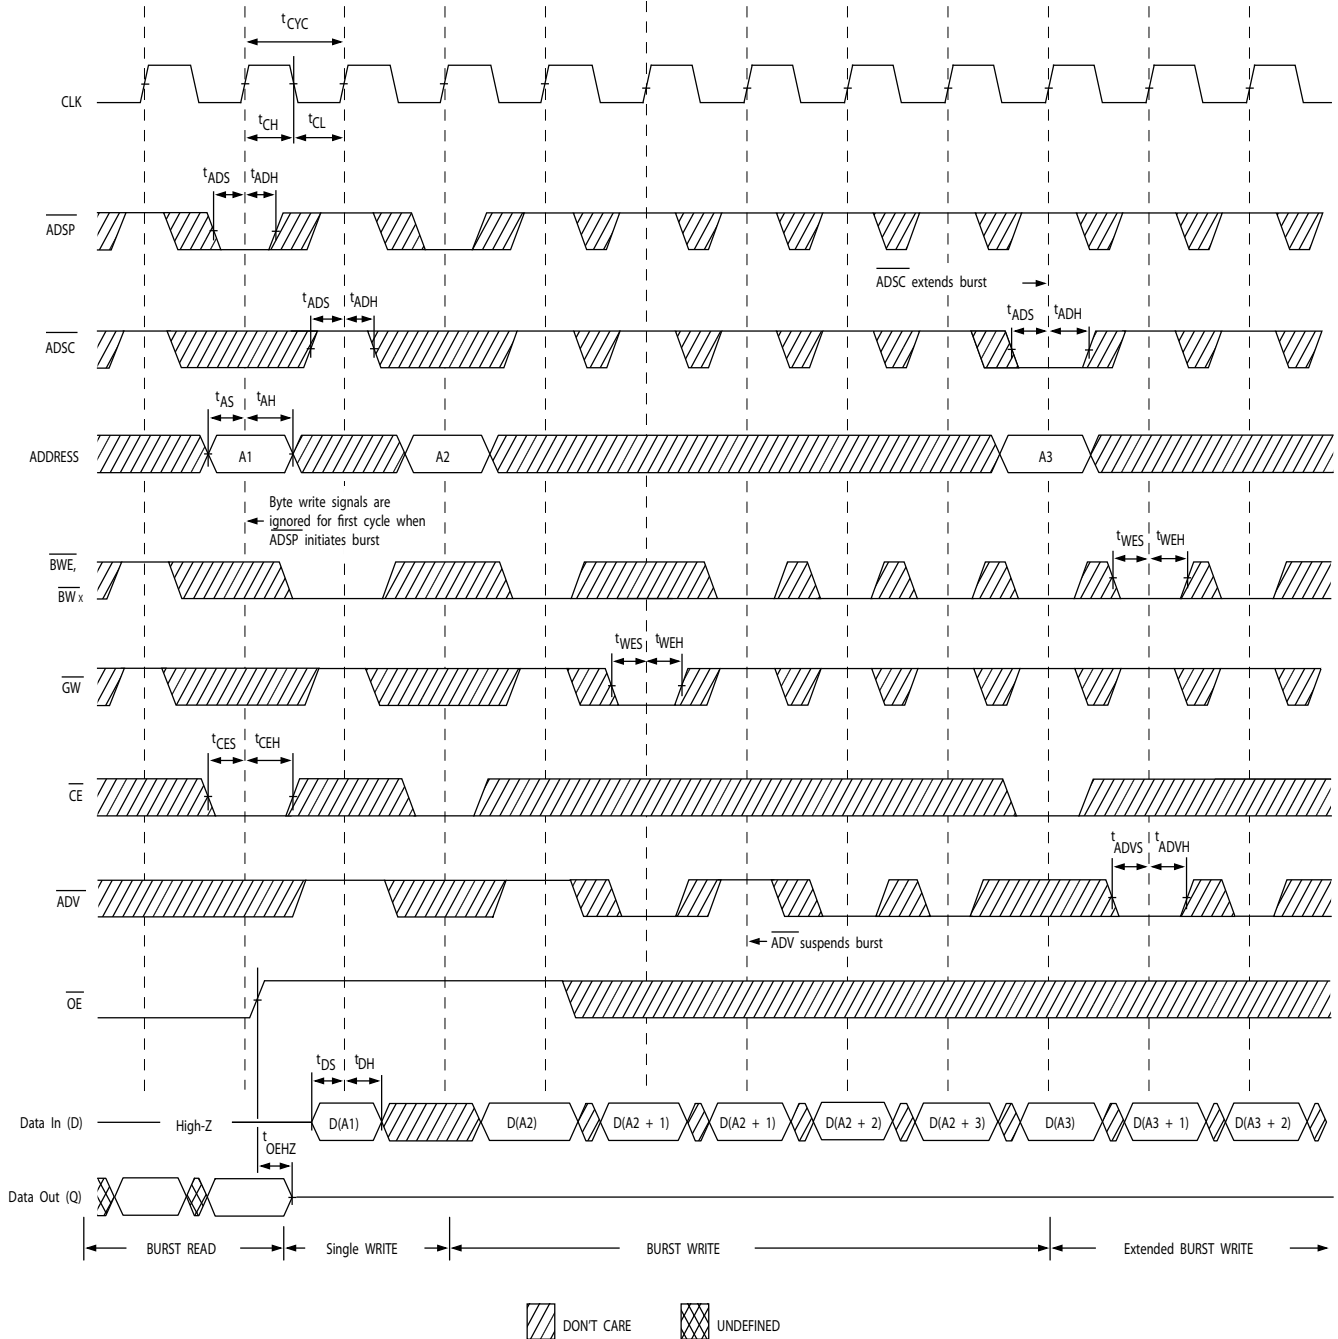 tCYC
CLK
tCH
tCL
tADS
tADH
ADSP
ADSC extends burst
tADS
tADH
tADS
tADH
ADSC
tAS
tAH
ADDRESS
A1
A2
A3
Byte write signals are
ignored for first cycle when
ADSP initiates burst
BWE,
BW x
tWES
tWEH
tWES
tWEH
GW
tCES
tCEH
CE
tADVS
tADVH
ADV
ADV suspends burst
OE
tDS
tDH
Data In (D)
High-Z
D(A1)
D(A2)
D(A2 + 1)
D(A2 + 1)
D(A2 + 2)
D(A2 + 3)
D(A3)
D(A3 + 1)
D(A3 + 2)
tOEHZ
Data Out (Q)
BURST READ
Single WRITE
BURST WRITE
Extended BURST WRITE
DON'T CARE
UNDEFINED